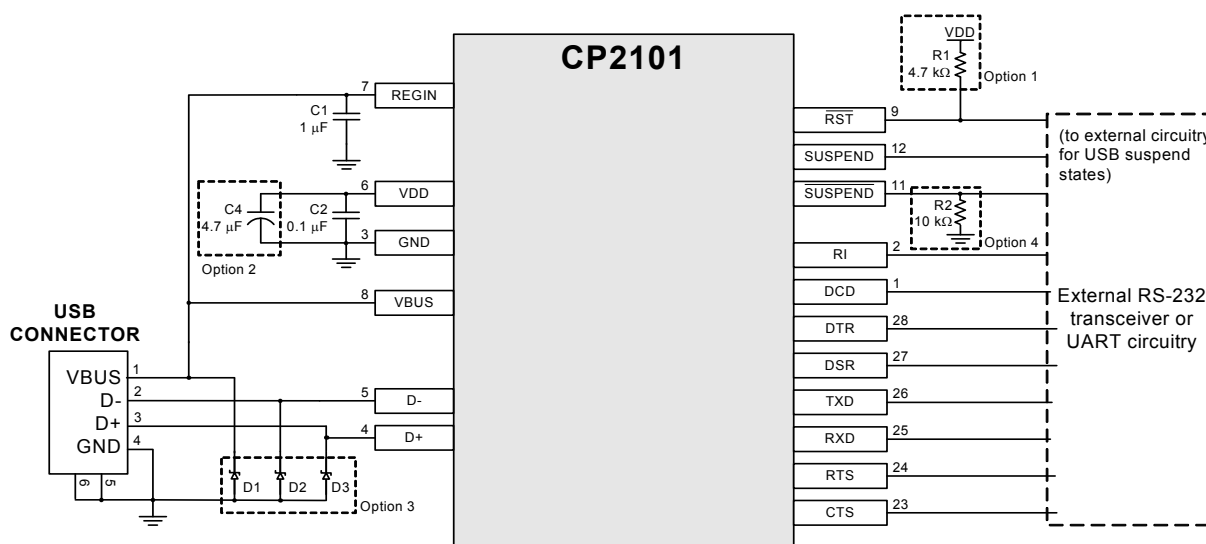 CP2101
VDD
R1
4.7 kΩ
Option 1
7
REGIN
C1
1 μF
6
VDD
C4
4.7 μF
C2
0.1 μF
3
GND
Option 2
8
VBUS
USB
CONNECTOR
VBUS
1
D-
2
D+
3
GND
4
6
5
5
D-
4
D+
D1
D2
D3
Option 3
RST
9
SUSPEND
12
SUSPEND
11
R2
10 kΩ
Option 4
RI
2
DCD
1
DTR
28
DSR
27
TXD
26
RXD
25
RTS
24
CTS
23
(to external circuitry
for USB suspend
states)
External RS-232
transceiver or
UART circuitry